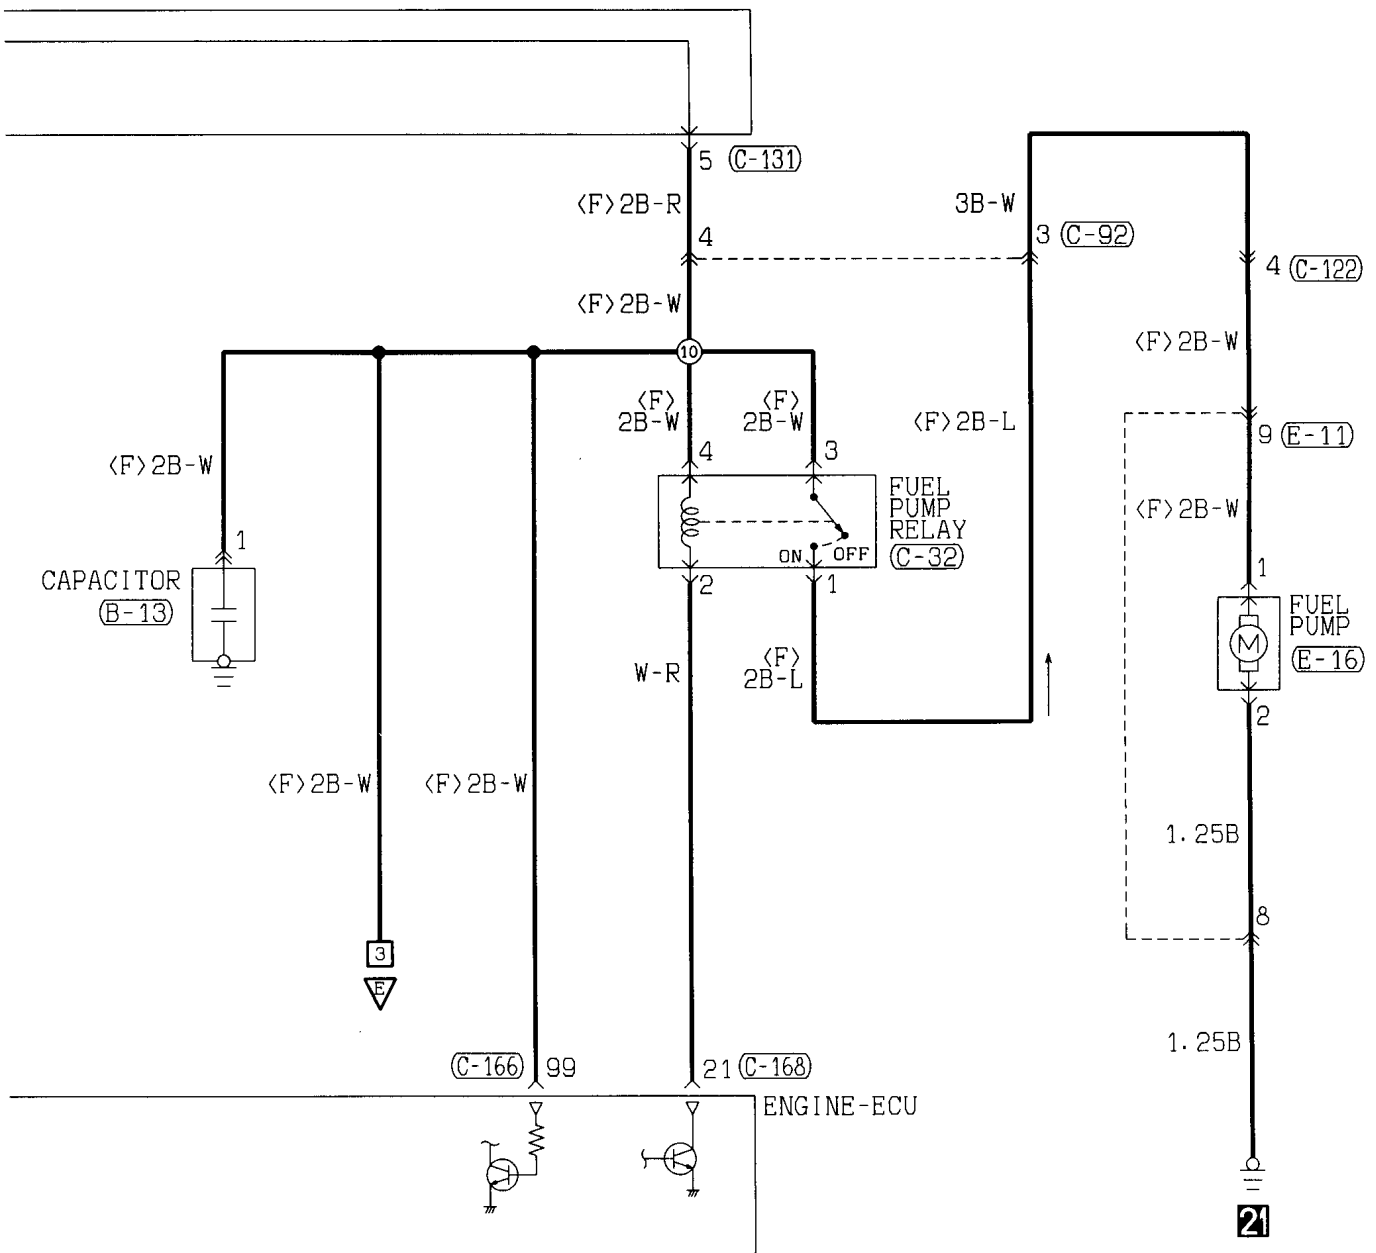 5 (C-131)
<F>2B-R
3B-W
4
3 (C-92)
4 (C-122)
<F>2B-W
<F>2B-W
10
<F>
2B-W
<F>
2B-W
<F>2B-L
9 (E-11)
<F>2B-W
4
3
<F>2B-W
FUEL
PUMP
RELAY
(C-32)
ON OFF
1
CAPACITOR
(B-13)
2
1
1
FUEL
PUMP
(E-16)
M
W-R
<F>
2B-L
2
<F>2B-W
<F>2B-W
1.25B
8
3
E
1.25B
(C-166) 99
21 (C-168)
ENGINE-ECU
21